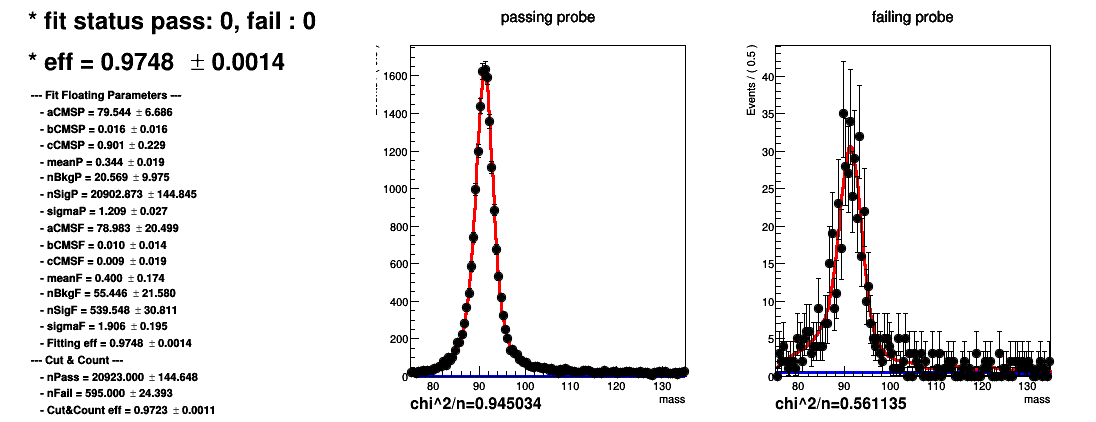 * fit status pass: 0, fail : 0
* eff = 0.9748 ± 0.0014
--- Fit Floating Parameters ---
- aCMSP = 79.544 ± 6.686
- bCMSP = 0.016 ± 0.016
- cCMSP = 0.901 ± 0.229
- meanP = 0.344 ± 0.019
- nBkgP = 20.569 ± 9.975
- nSigP = 20902.873 ± 144.845
- sigmaP = 1.209 ± 0.027
- aCMSF = 78.983 ± 20.499
- bCMSF = 0.010 ± 0.014
- cCMSF = 0.009 ± 0.019
- meanF = 0.400 ± 0.174
- nBkgF = 55.446 ± 21.580
- nSigF = 539.548 ± 30.811
- sigmaF = 1.906 ± 0.195
- Fitting eff = 0.9748 ± 0.0014
--- Cut & Count ---
- nPass = 20923.000 ± 144.648
- nFail = 595.000 ± 24.393
- Cut&Count eff = 0.9723 ± 0.0011
passing probe
1600
1400
1200
1000
800
600
400
200
0
80 90 100 110 120 130
mass
chi^2/n=0.945034
failing probe
Events / ( 0.5 )
40
35
30
25
20
15
10
5
0
80 90 100 110 120 130
mass
chi^2/n=0.561135